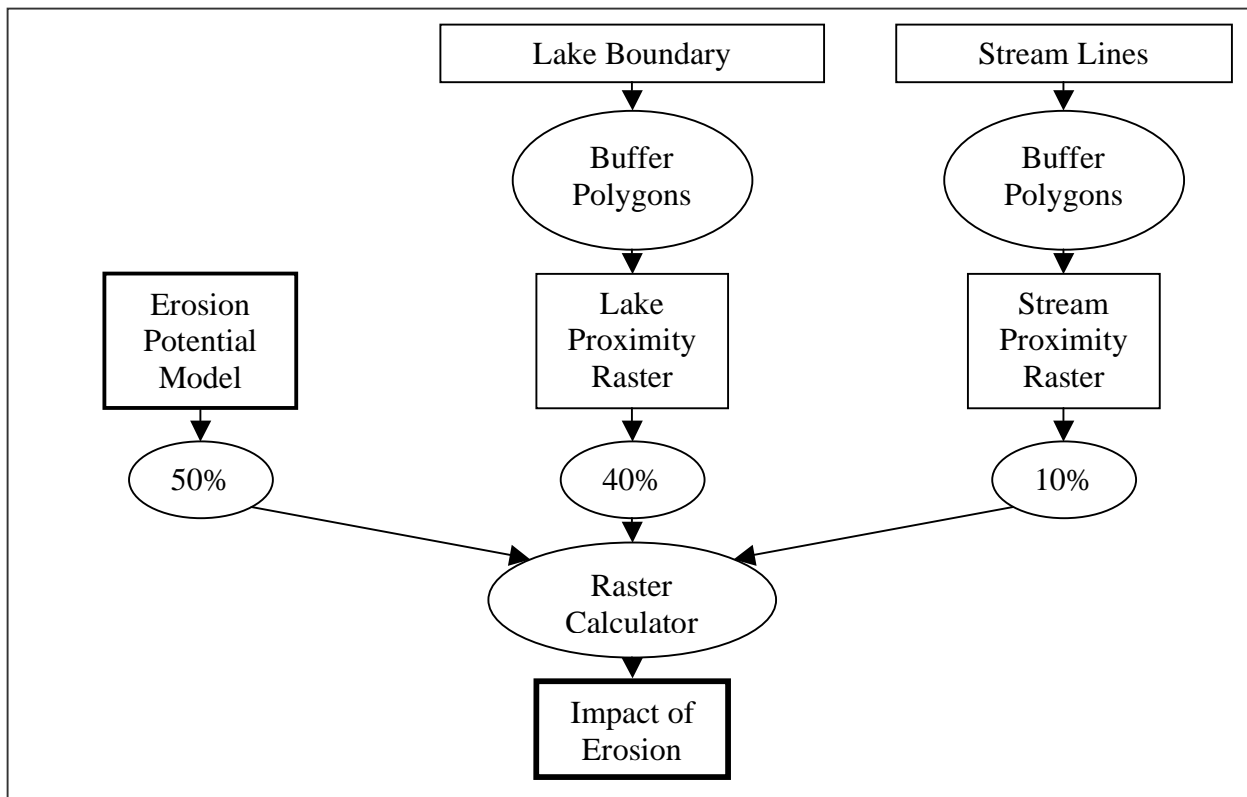 Lake Boundary
Stream Lines
Buffer
Polygons
Buffer
Polygons
Erosion
Potential
Model
Lake
Proximity
Raster
Stream
Proximity
Raster
50%
40%
10%
Raster
Calculator
Impact of
Erosion